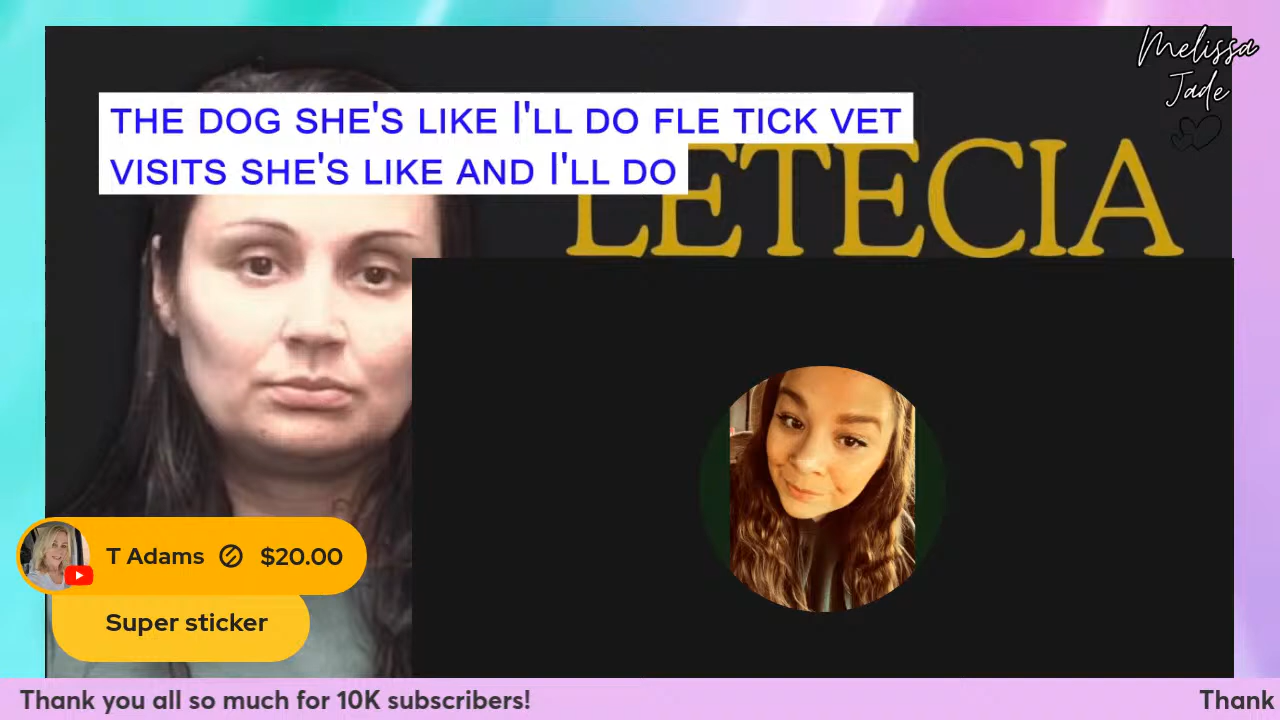 Melissa
Jade
THE DOG SHE'S LIKE I'LL DO FLE TICK VET
VISITS SHE'S LIKE AND I'LL DO
LETECIA
T Adams $20.00
Super sticker
Thank you all so much for 10K subscribers! Thank